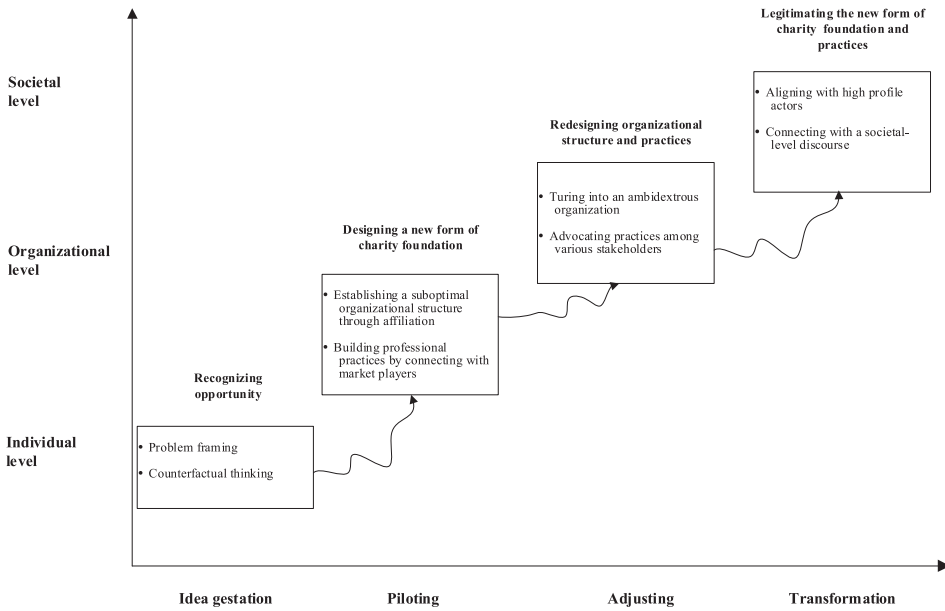 Legitimating the new form of
charity foundation and
practices
Societal
level
• Aligning with high profile
actors
• Connecting with a societal-
level discourse
Redesigning organizational
structure and practices
• Turing into an ambidextrous
organization
• Advocating practices among
various stakeholders
Organizational
level
Designing a new form of
charity foundation
• Establishing a suboptimal
organizational structure
through affiliation
• Building professional
practices by connecting with
market players
Recognizing
opportunity
Individual
level
• Problem framing
• Counterfactual thinking
Idea gestation
Piloting
Adjusting
Transformation